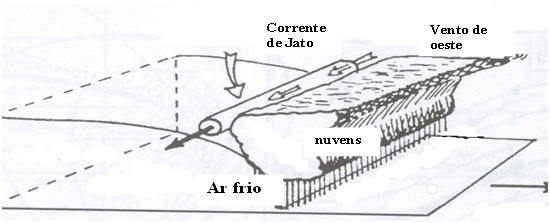 Corrente
de Jato
Vento de
oeste
nuvens
Ar frio